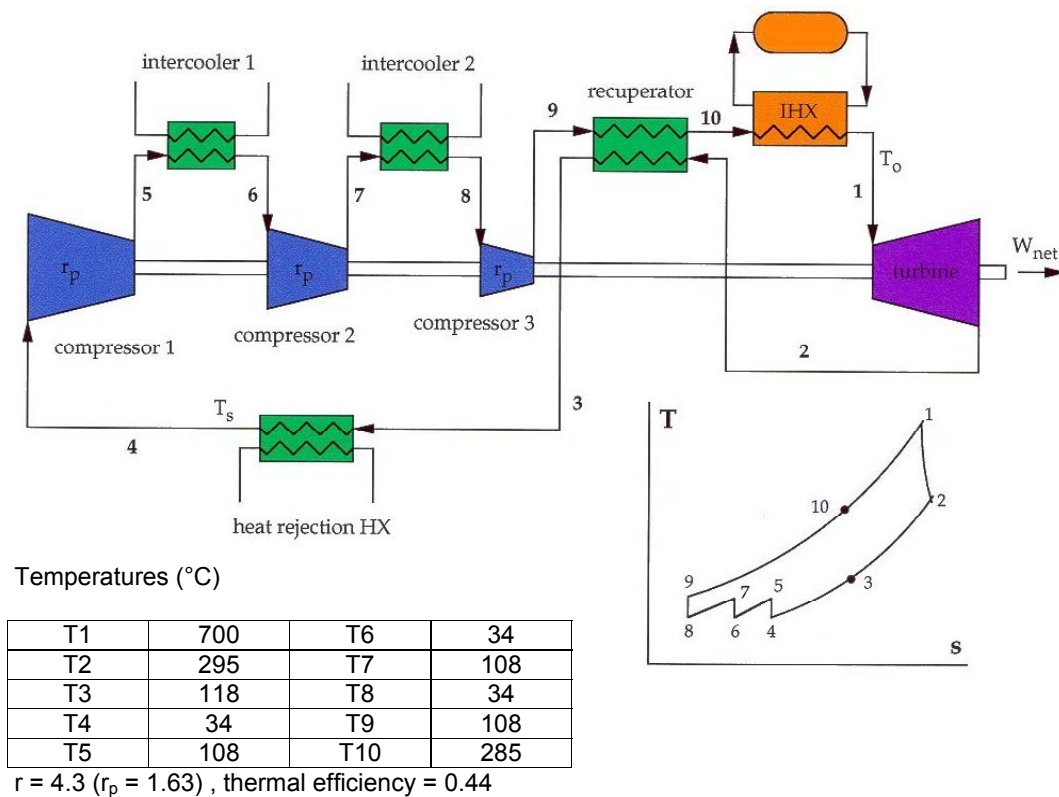 intercooler 1
intercooler 2
recuperator
IHX
9
10
T₀
1
5
6
7
8
rₚ
rₚ
rₚ
turbine
Wnet
compressor 1
compressor 2
compressor 3
2
3
Tₛ
4
heat rejection HX
T
1
10
2
3
9
7
5
8
6
4
s
Temperatures (°C)
T1 700 T6 34
T2 295 T7 108
T3 118 T8 34
T4 34 T9 108
T5 108 T10 285
r = 4.3 (rₚ = 1.63) , thermal efficiency = 0.44